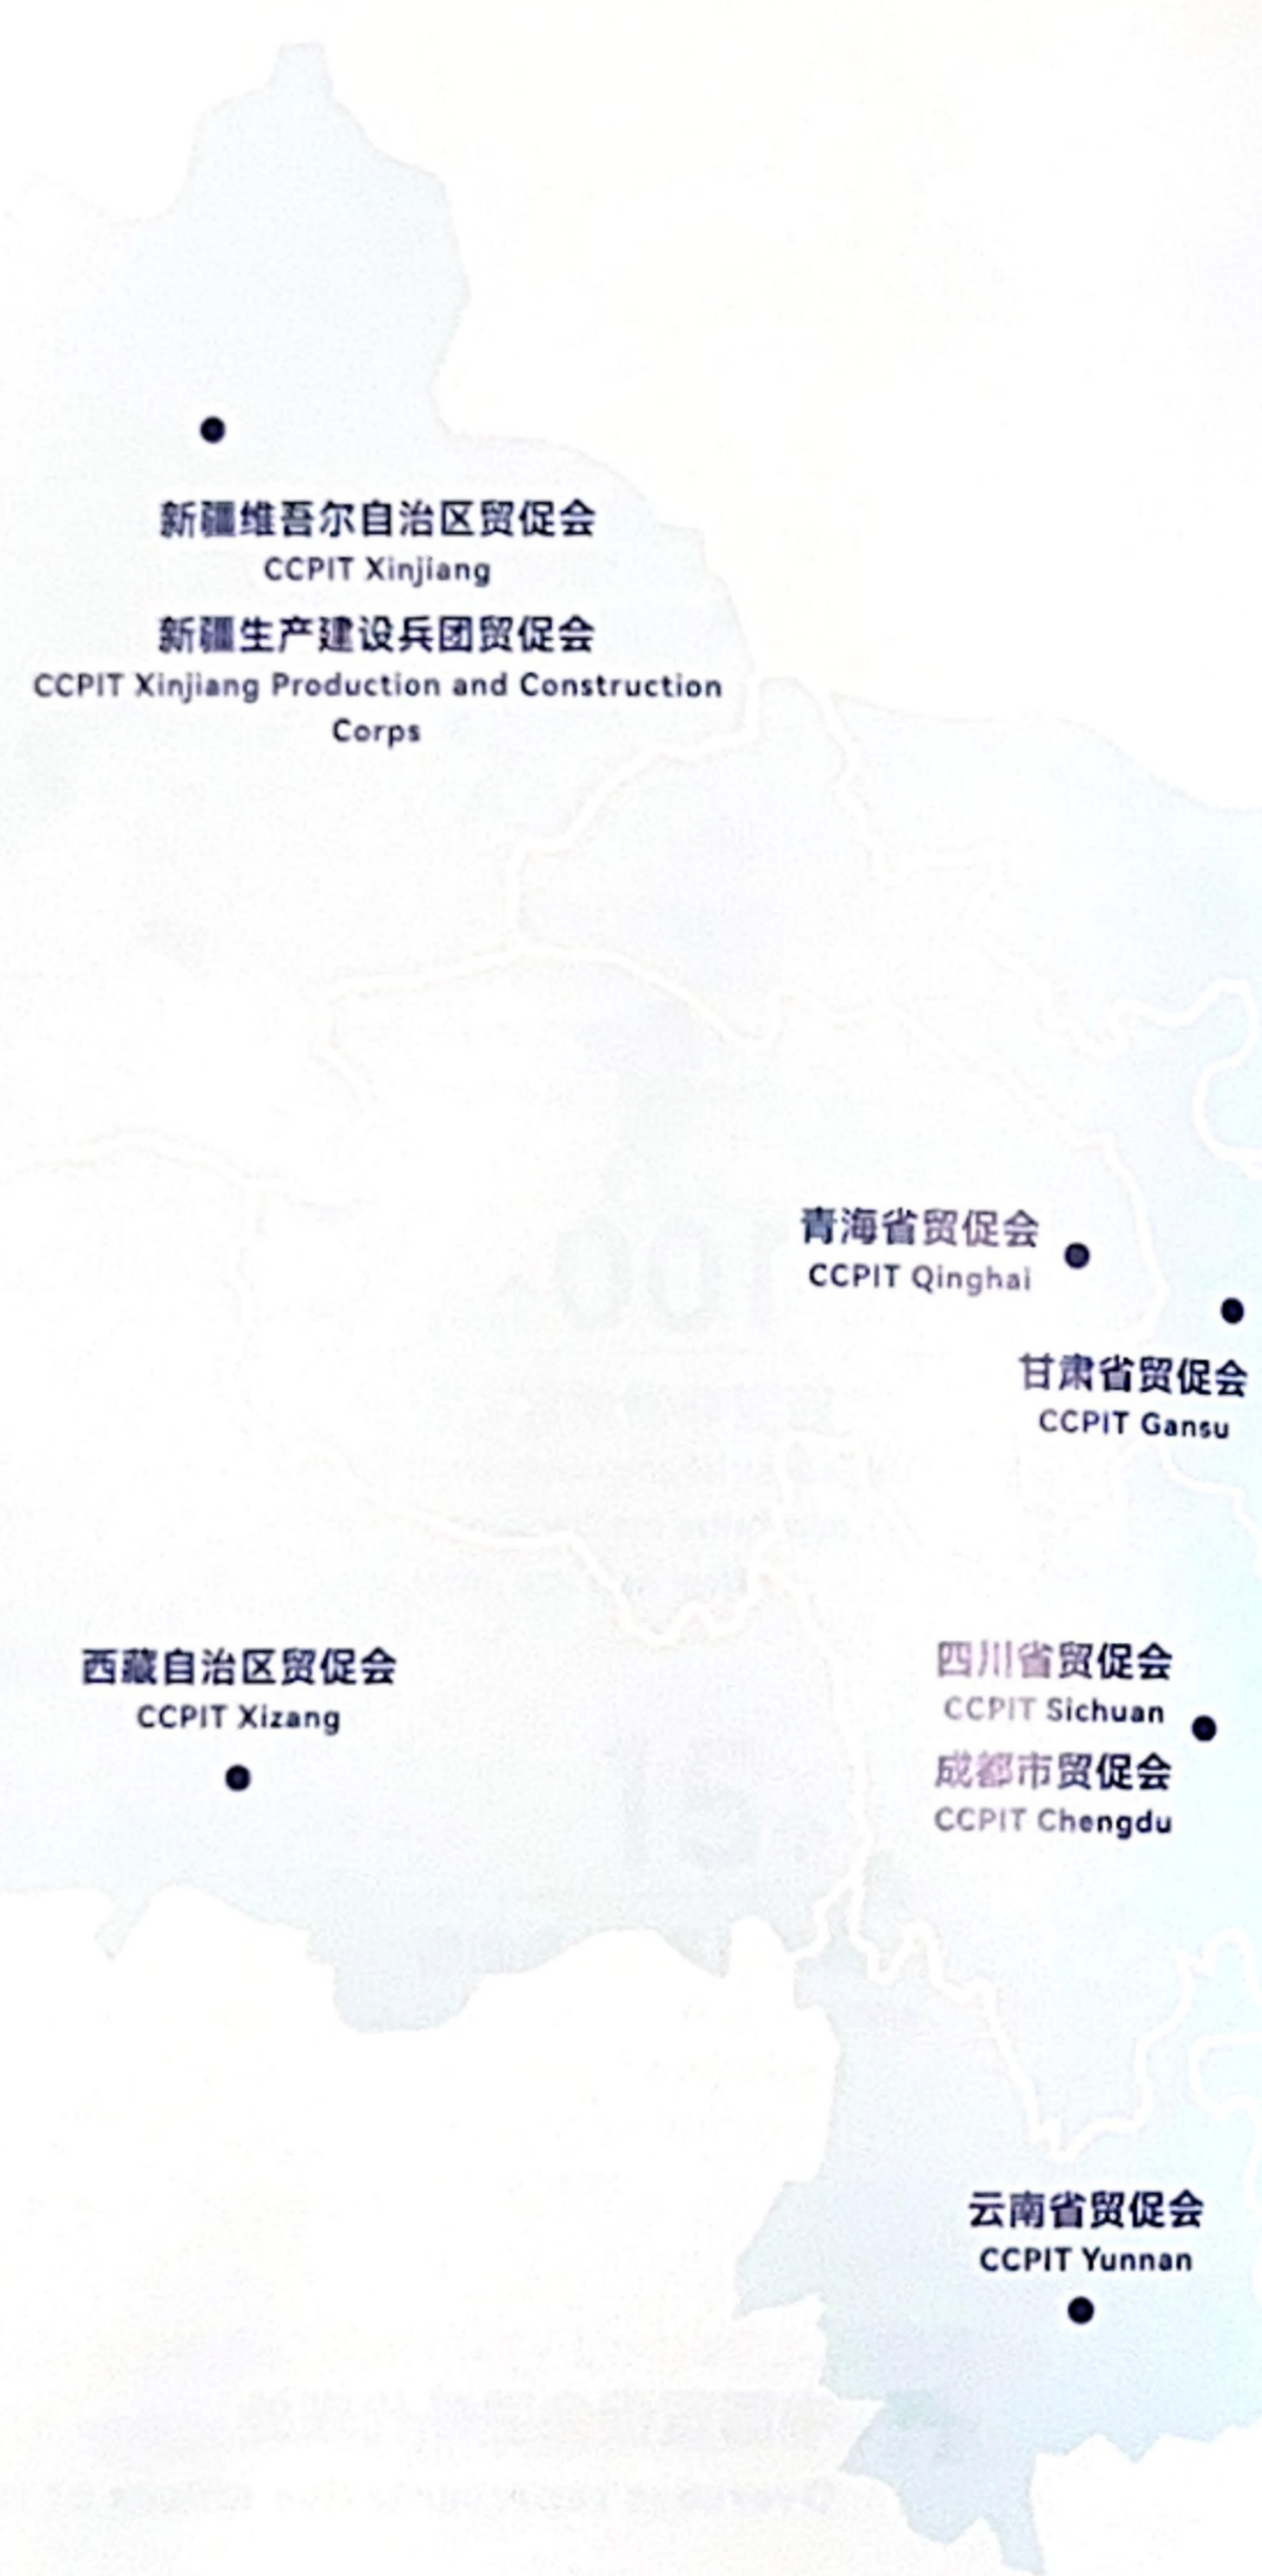 新疆维吾尔自治区贸促会
CCPIT Xinjiang
新疆生产建设兵团贸促会
CCPIT Xinjiang Production and Construction
Corps
青海省贸促会
CCPIT Qinghai
甘肃省贸促会
CCPIT Gansu
西藏自治区贸促会
CCPIT Xizang
四川省贸促会
CCPIT Sichuan
成都市贸促会
CCPIT Chengdu
云南省贸促会
CCPIT Yunnan